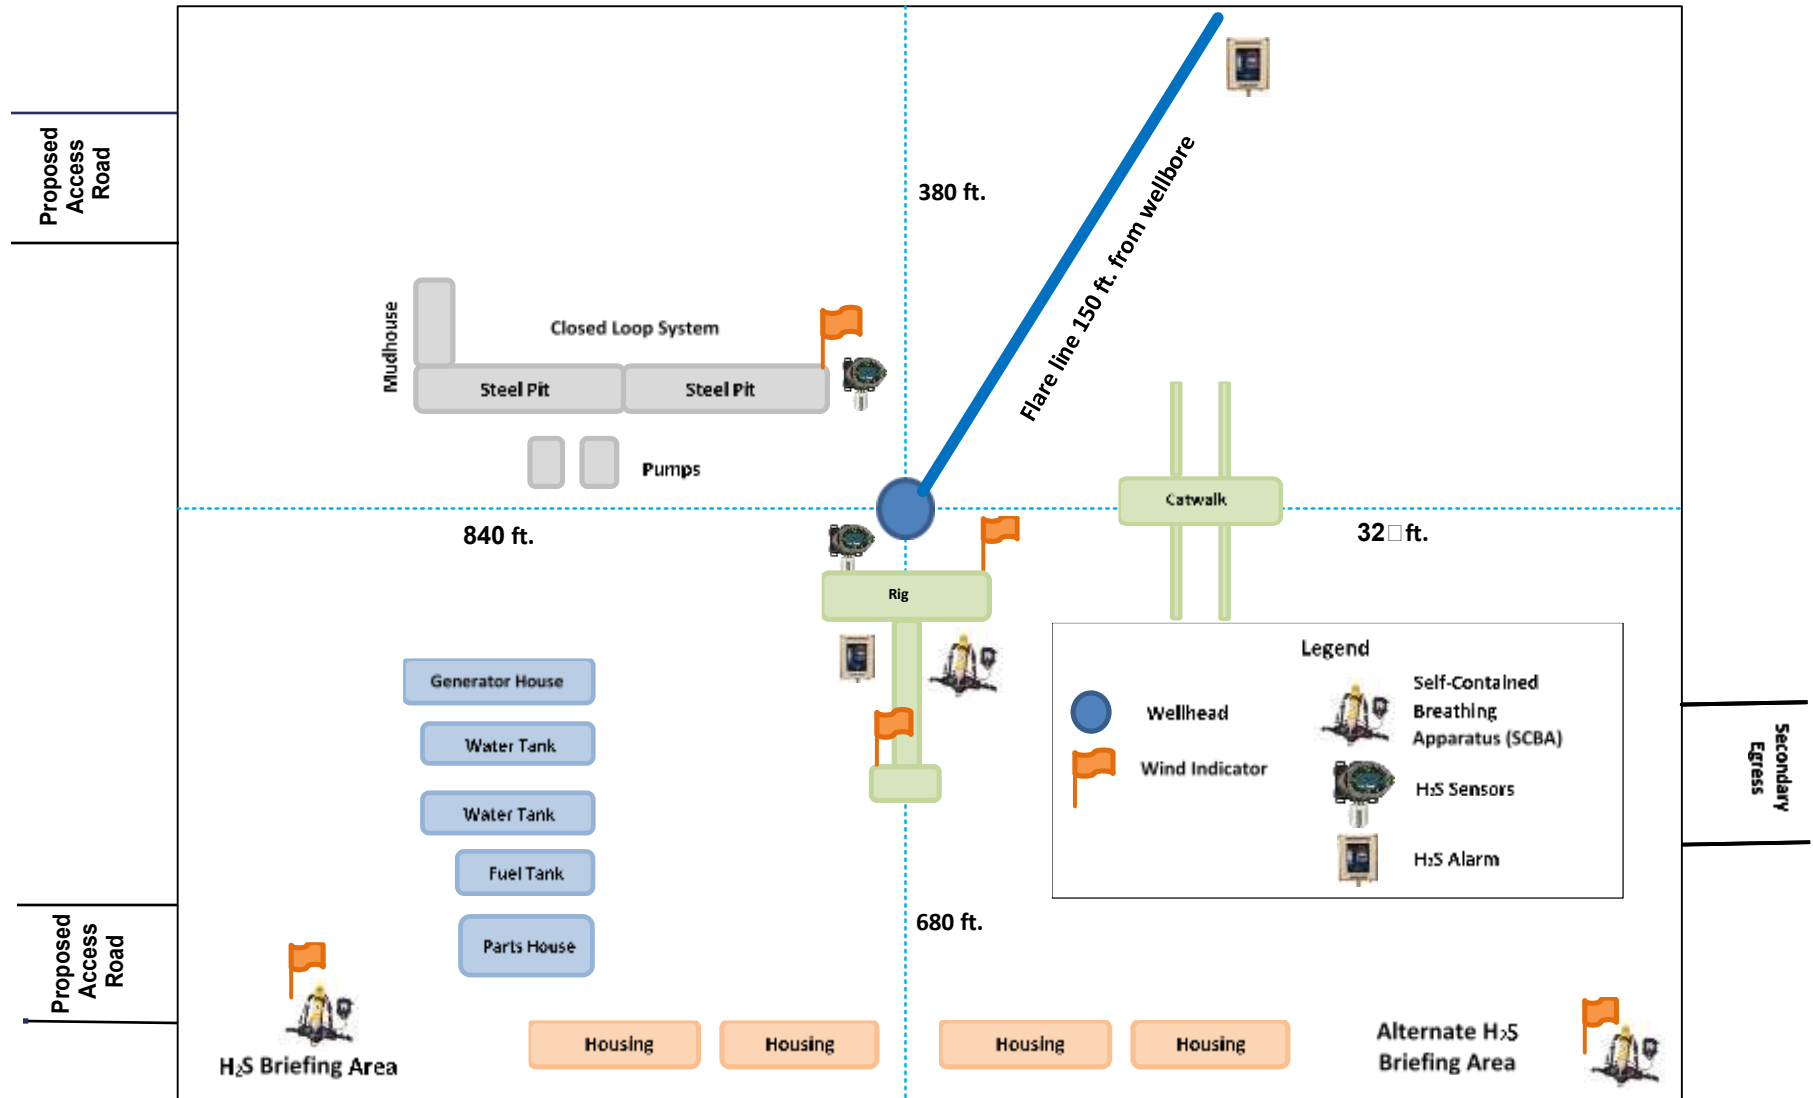 Proposed
Access
Road
380 ft.
Flare line 150 ft. from wellbore
Mudhouse
Closed Loop System
Steel Pit
Steel Pit
Pumps
Catwalk
840 ft.
32□ ft.
Rig
Legend
Wellhead
Wind Indicator
Self-Contained
Breathing
Apparatus (SCBA)
H₂S Sensors
H₂S Alarm
Generator House
Water Tank
Water Tank
Fuel Tank
Parts House
Secondary
Egress
680 ft.
Proposed
Access
Road
H₂S Briefing Area
Housing
Housing
Housing
Housing
Alternate H₂S
Briefing Area